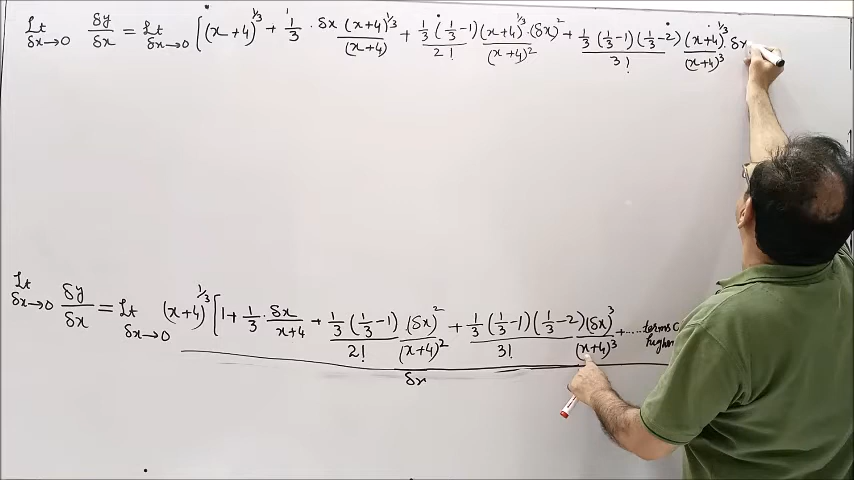 Lt δx→0 δy/δx = Lt δx→0 [(x+4)^1/3 + 1/3 · δx (x+4)^1/3/(x+4) + 1/3 (1/3-1)/2! (x+4)^1/3 · (δx)^2/(x+4)^2 + 1/3 (1/3-1)(1/3-2)/3! (x+4)^1/3/(x+4)^3 · δx
Lt δx→0 δy/δx = Lt δx→0 (x+4)^1/3 [1 + 1/3 · δx/x+4 + 1/3 (1/3-1)/2! (δx)^2/(x+4)^2 + 1/3 (1/3-1)(1/3-2)/3! (δx)^3/(x+4)^3 + ..... terms
higher
δx